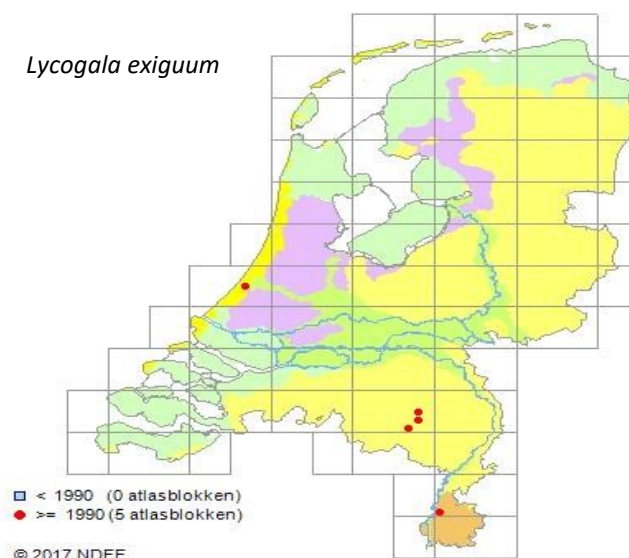 Lycogala exiguum
< 1990 (0 atlasblokken)
>= 1990 (5 atlasblokken)
© 2017 NDFF